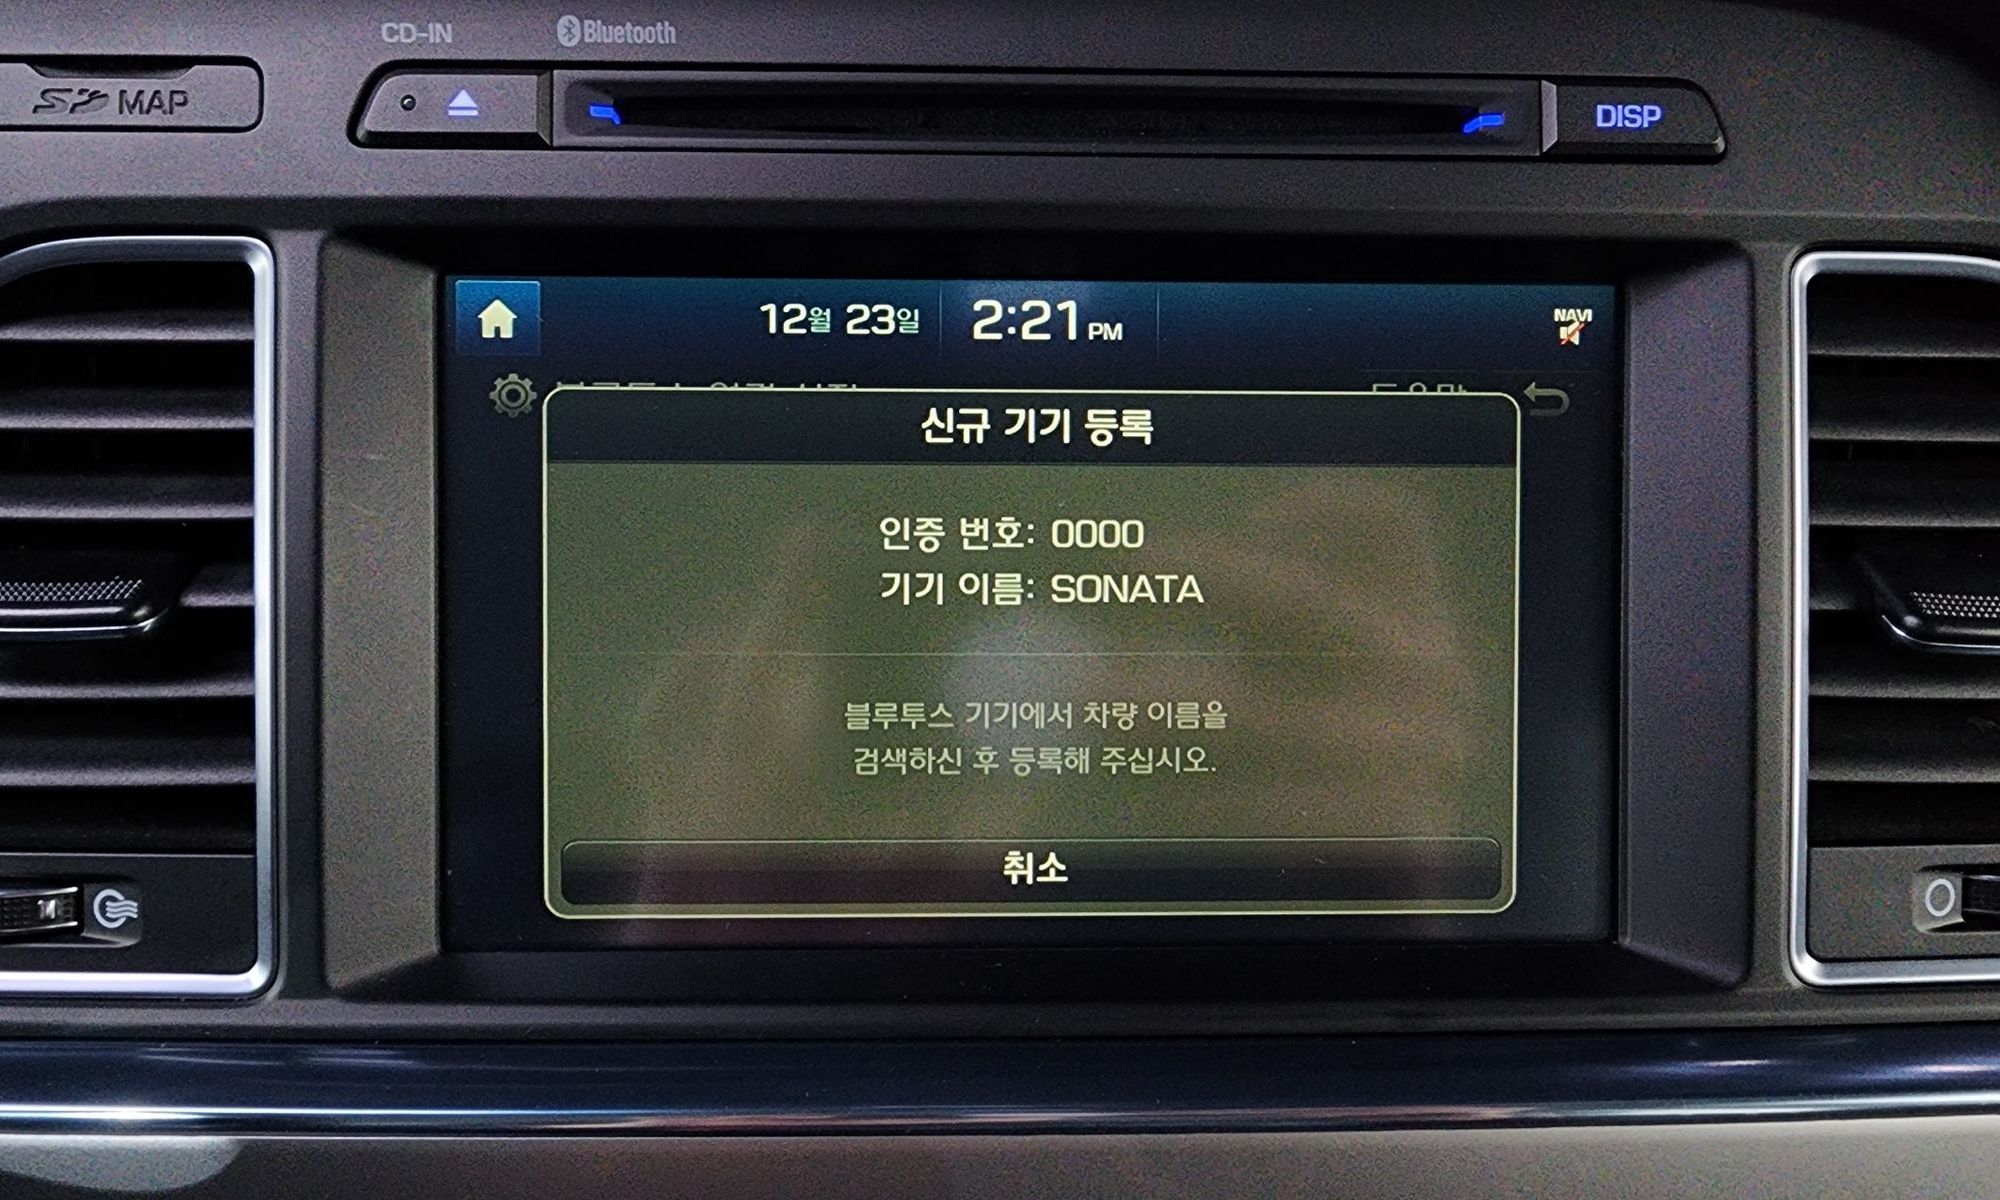 CD-IN
Bluetooth
SD MAP
DISP
12월 23일 2:21 PM
NAVI
신규 기기 등록
인증 번호: 0000
기기 이름: SONATA
블루투스 기기에서 차량 이름을
검색하신 후 등록해 주십시오.
취소